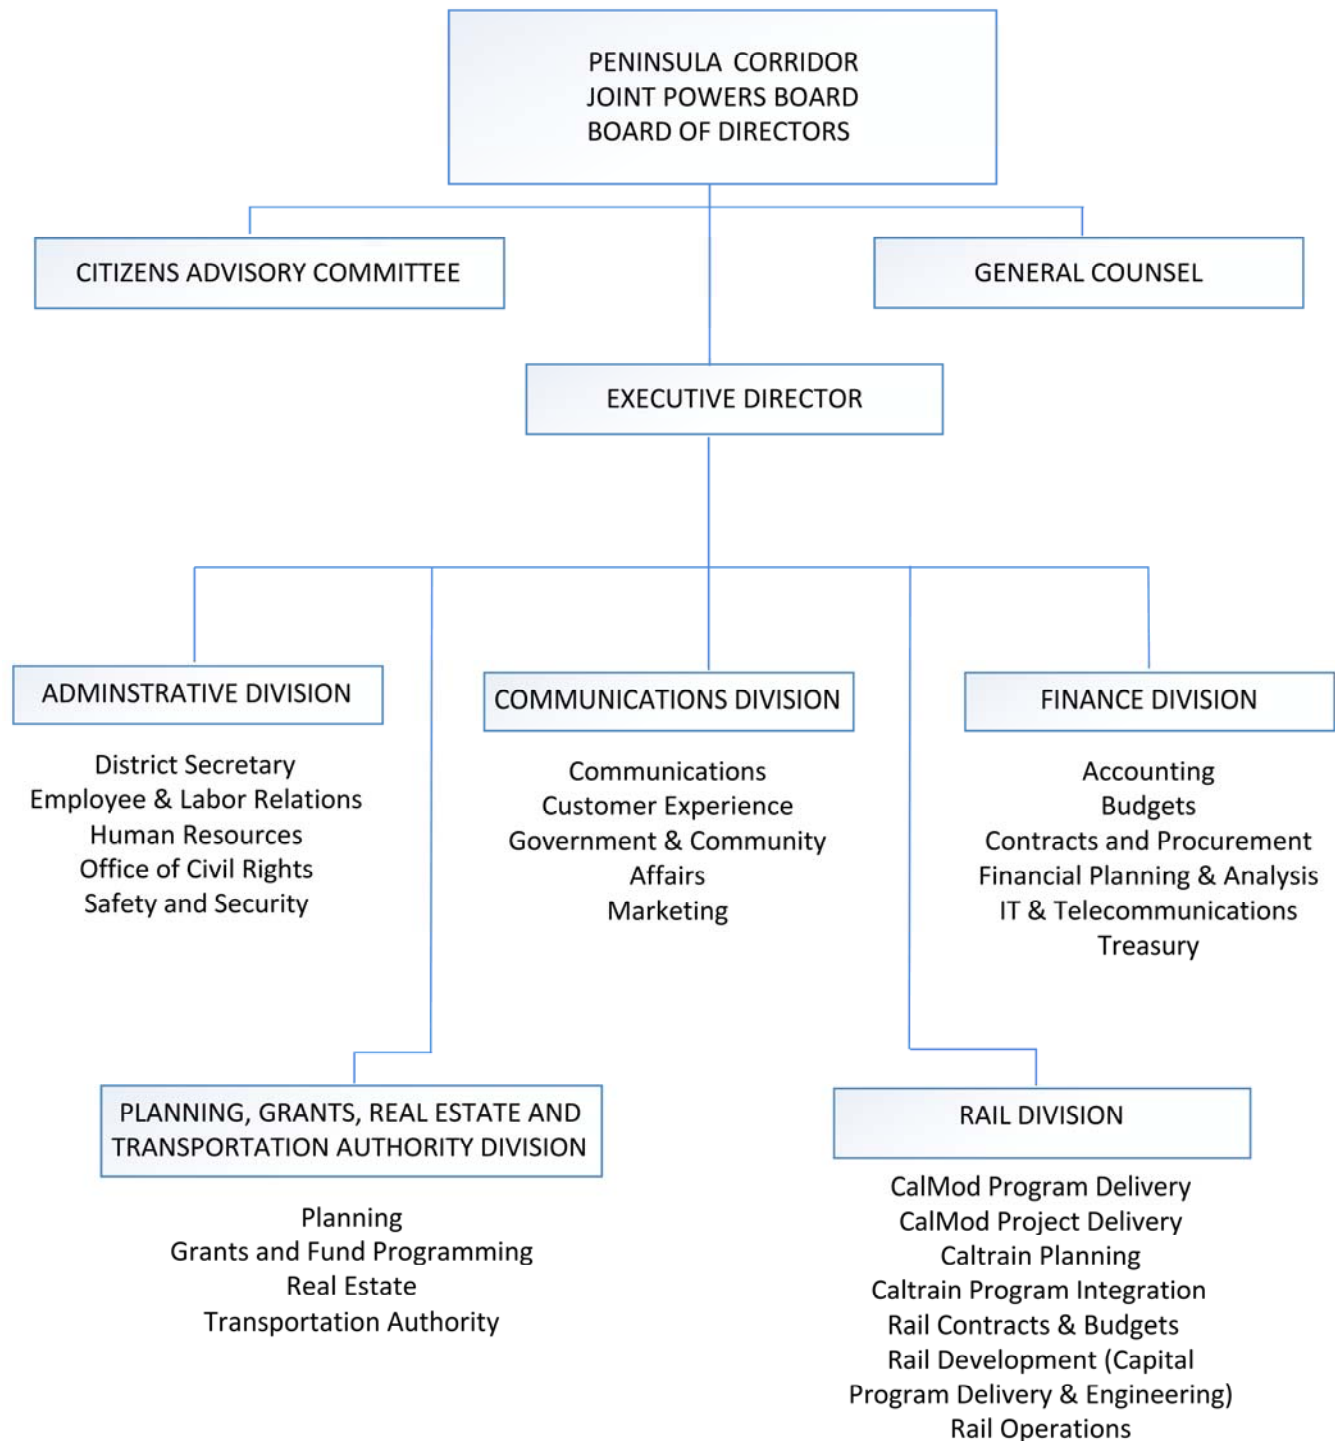 PENINSULA CORRIDOR
JOINT POWERS BOARD
BOARD OF DIRECTORS
CITIZENS ADVISORY COMMITTEE
GENERAL COUNSEL
EXECUTIVE DIRECTOR
ADMINSTRATIVE DIVISION
District Secretary
Employee & Labor Relations
Human Resources
Office of Civil Rights
Safety and Security
COMMUNICATIONS DIVISION
Communications
Customer Experience
Government & Community
Affairs
Marketing
FINANCE DIVISION
Accounting
Budgets
Contracts and Procurement
Financial Planning & Analysis
IT & Telecommunications
Treasury
PLANNING, GRANTS, REAL ESTATE AND
TRANSPORTATION AUTHORITY DIVISION
Planning
Grants and Fund Programming
Real Estate
Transportation Authority
RAIL DIVISION
CalMod Program Delivery
CalMod Project Delivery
Caltrain Planning
Caltrain Program Integration
Rail Contracts & Budgets
Rail Development (Capital
Program Delivery & Engineering)
Rail Operations